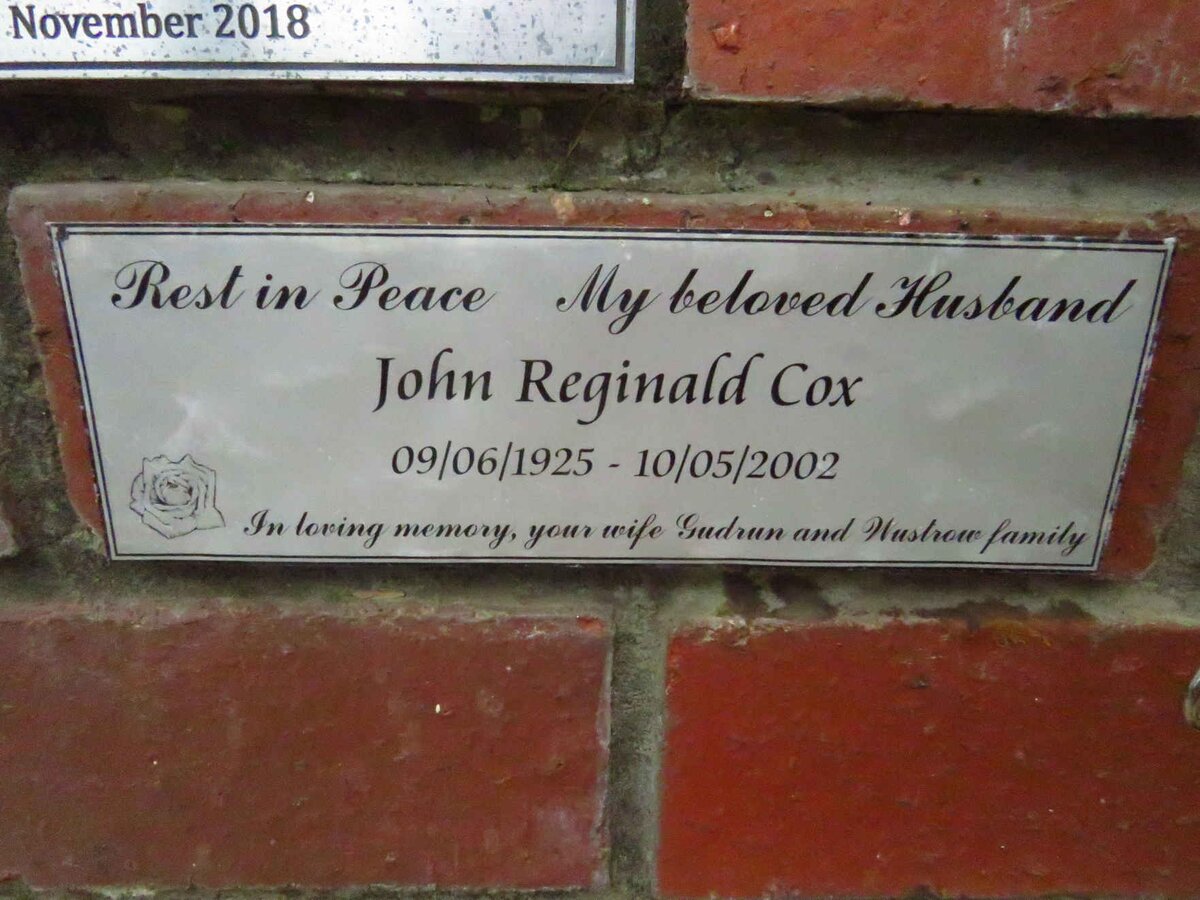 November 2018
Rest in Peace My beloved Husband
John Reginald Cox
09/06/1925 - 10/05/2002
In loving memory, your wife Gudrun and Wustrow family